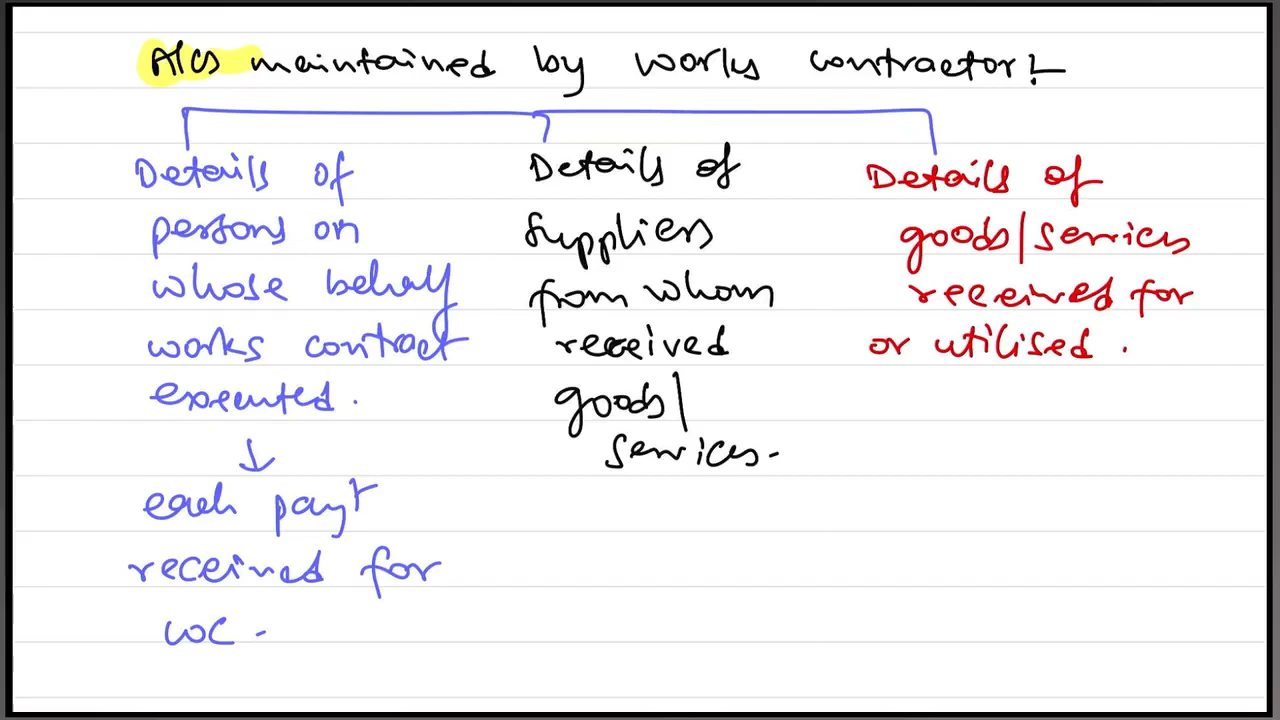 A/cs maintained by works contractor:-
Details of
persons on
whose behalf
works contract
executed.
↓
each payt
received for
WC.
Details of
suppliers
from whom
received
goods/
services.
Details of
goods/services
received for
or utilised.